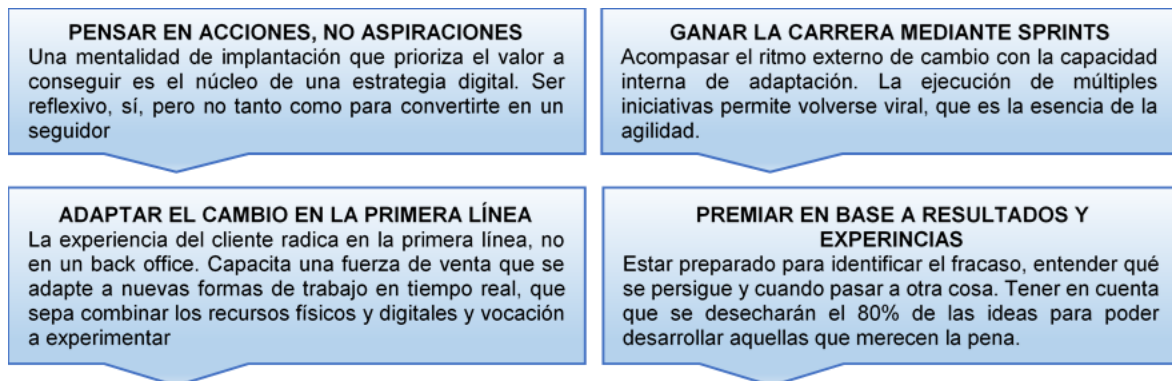 PENSAR EN ACCIONES, NO ASPIRACIONES
Una mentalidad de implantación que prioriza el valor a
conseguir es el núcleo de una estrategia digital. Ser
reflexivo, sí, pero no tanto como para convertirte en un
seguidor
GANAR LA CARRERA MEDIANTE SPRINTS
Acompasar el ritmo externo de cambio con la capacidad
interna de adaptación. La ejecución de múltiples
iniciativas permite volverse viral, que es la esencia de la
agilidad.
ADAPTAR EL CAMBIO EN LA PRIMERA LÍNEA
La experiencia del cliente radica en la primera línea, no
en un back office. Capacita una fuerza de venta que se
adapte a nuevas formas de trabajo en tiempo real, que
sepa combinar los recursos físicos y digitales y vocación
a experimentar
PREMIAR EN BASE A RESULTADOS Y
EXPERINCIAS
Estar preparado para identificar el fracaso, entender qué
se persigue y cuando pasar a otra cosa. Tener en cuenta
que se desecharán el 80% de las ideas para poder
desarrollar aquellas que merecen la pena.